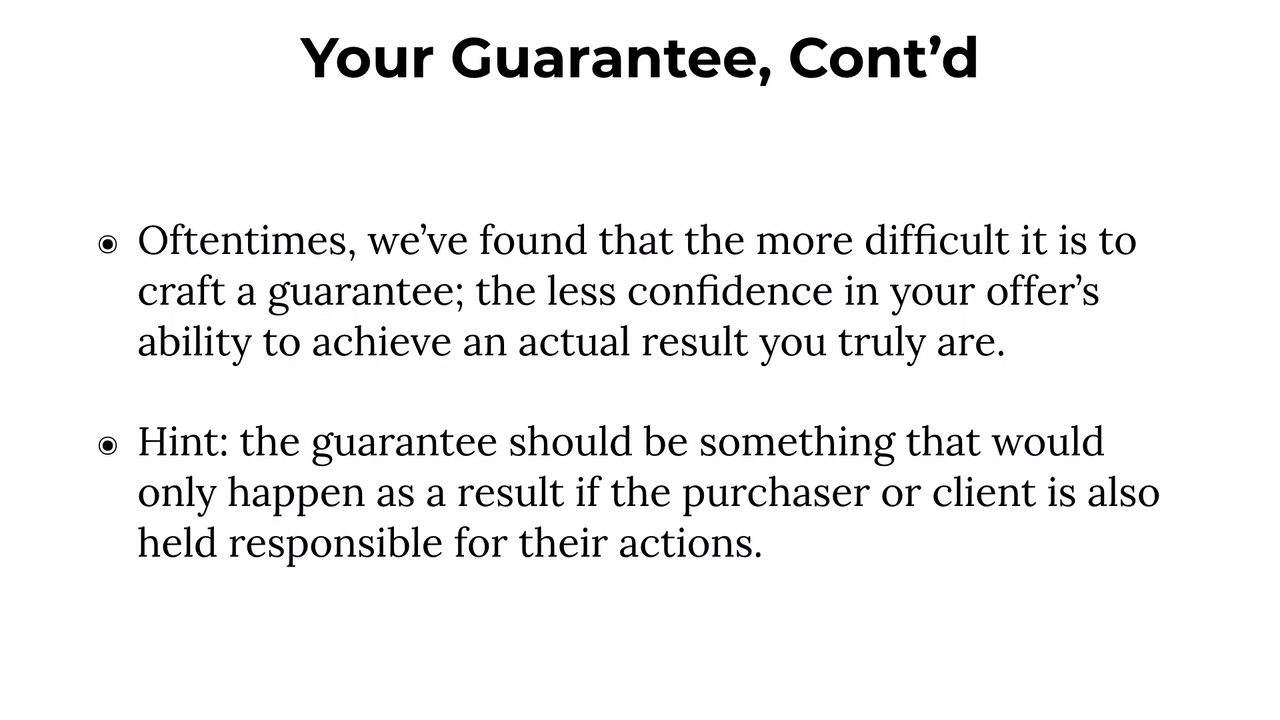 Your Guarantee, Cont’d
◉ Oftentimes, we’ve found that the more difficult it is to
craft a guarantee; the less confidence in your offer’s
ability to achieve an actual result you truly are.
◉ Hint: the guarantee should be something that would
only happen as a result if the purchaser or client is also
held responsible for their actions.